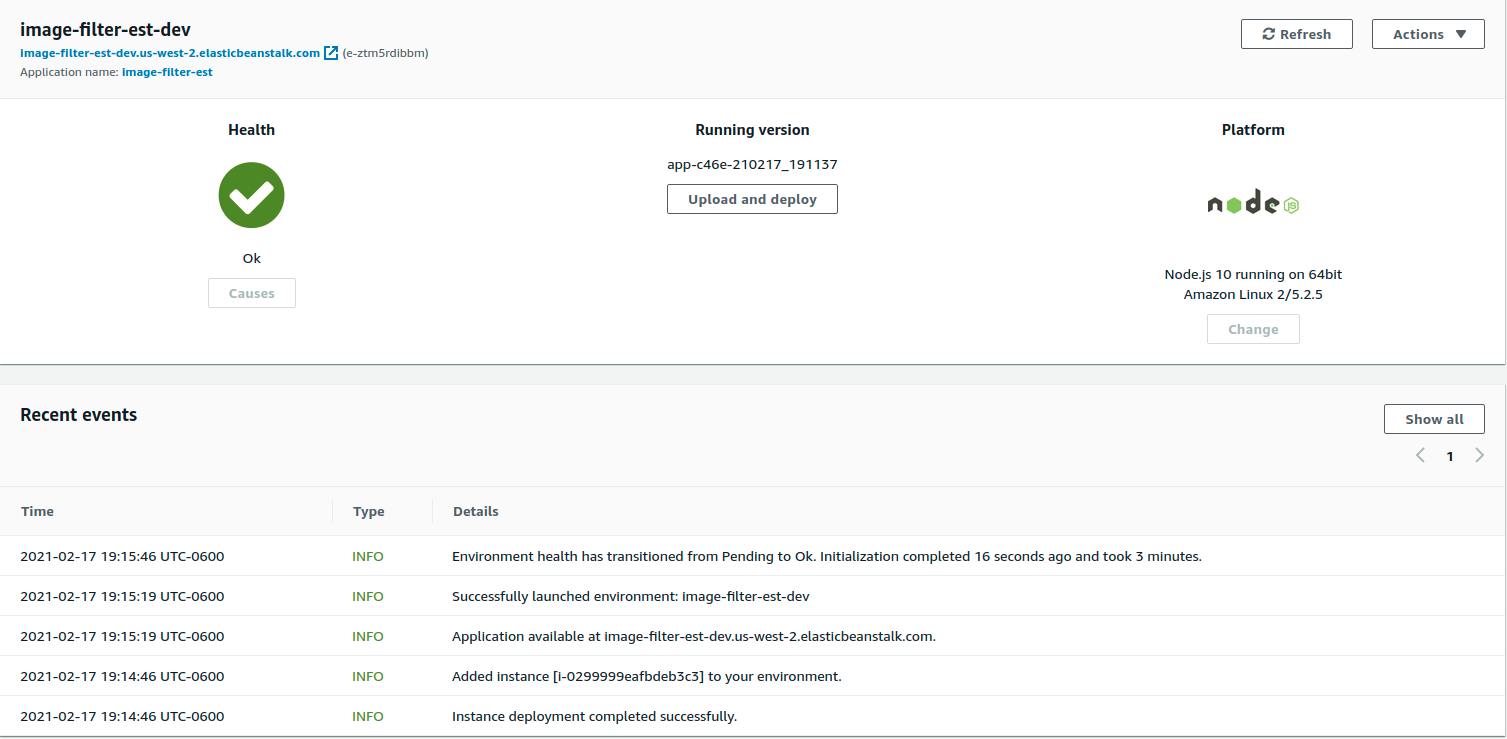 image-filter-est-dev
image-filter-est-dev.us-west-2.elasticbeanstalk.com (e-ztm5rdibbm)
Application name: image-filter-est
Refresh
Actions
Health
Running version
Platform
app-c46e-210217_191137
Upload and deploy
node JS
Ok
Causes
Node.js 10 running on 64bit
Amazon Linux 2/5.2.5
Change
Recent events
Show all
1
Time Type Details
2021-02-17 19:15:46 UTC-0600 INFO Environment health has transitioned from Pending to Ok. Initialization completed 16 seconds ago and took 3 minutes.
2021-02-17 19:15:19 UTC-0600 INFO Successfully launched environment: image-filter-est-dev
2021-02-17 19:15:19 UTC-0600 INFO Application available at image-filter-est-dev.us-west-2.elasticbeanstalk.com.
2021-02-17 19:14:46 UTC-0600 INFO Added instance [i-0299999eafbdeb3c3] to your environment.
2021-02-17 19:14:46 UTC-0600 INFO Instance deployment completed successfully.